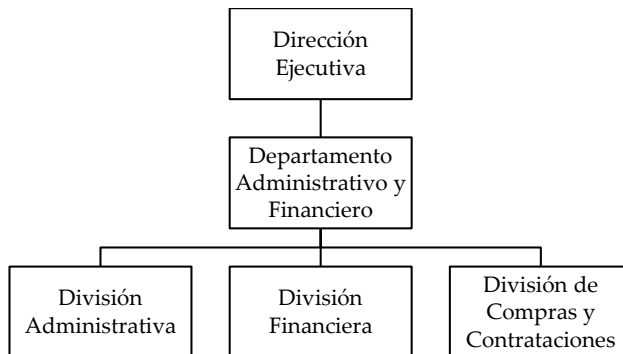 Dirección
Ejecutiva
Departamento
Administrativo y
Financiero
División
Administrativa
División
Financiera
División de
Compras y
Contrataciones